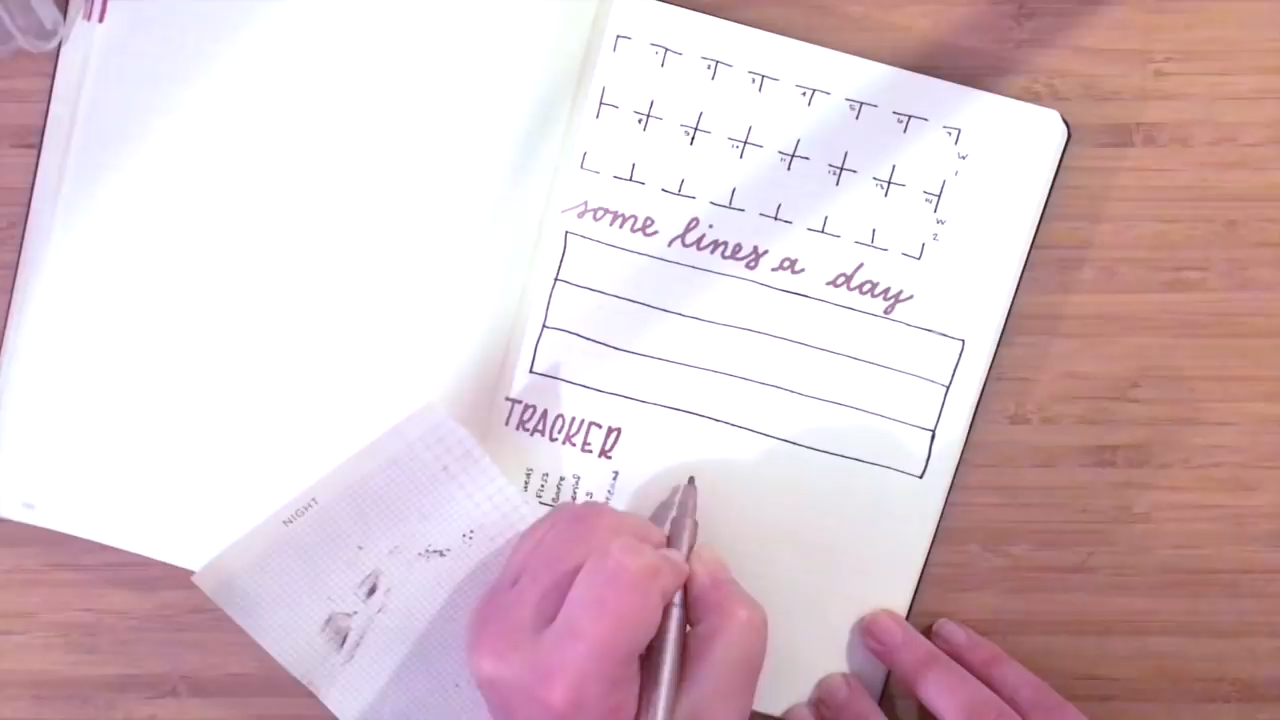 1 2 3 4 5 6 7
W 1
8 9 10 11 12 13 14
W 2
some lines a day
TRACKER
Floss
NIGHT